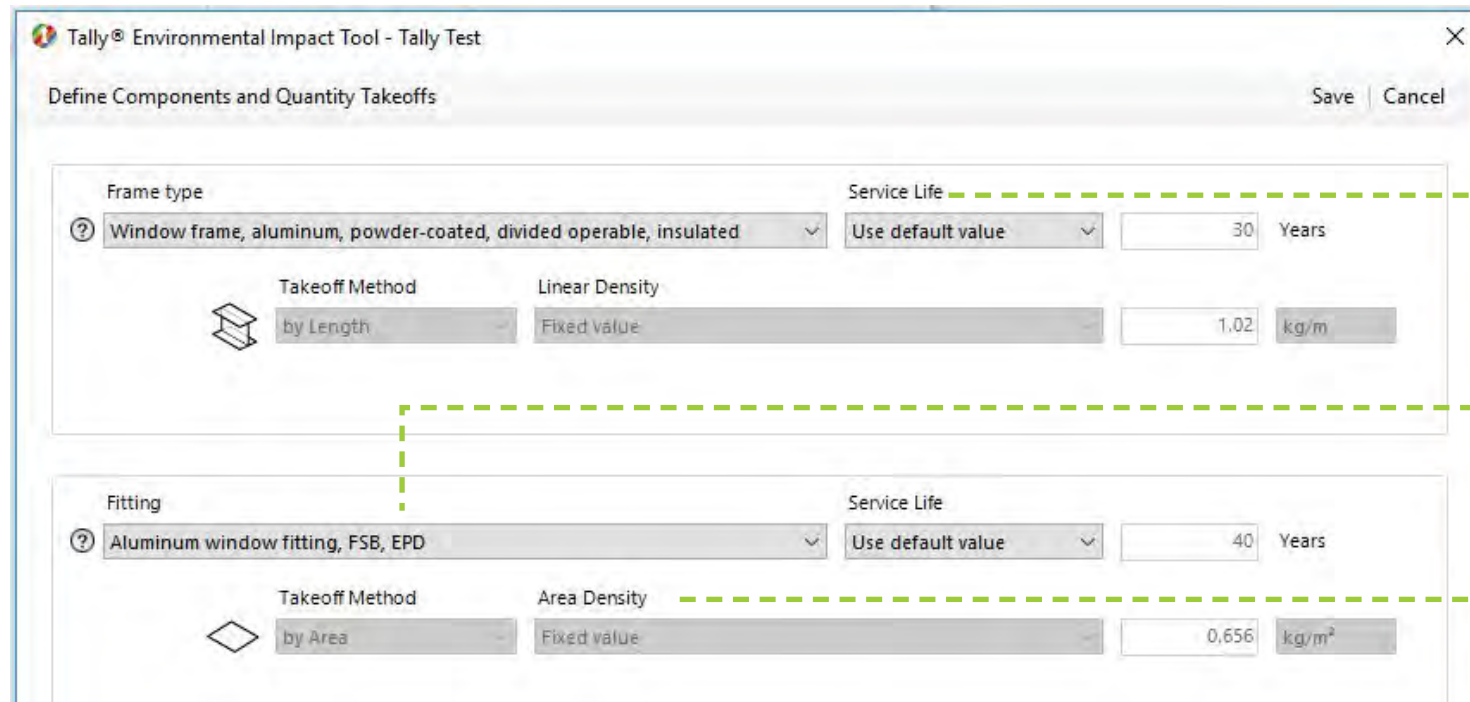 Tally® Environmental Impact Tool - Tally Test
Define Components and Quantity Takeoffs Save Cancel
Frame type Service Life
Window frame, aluminum, powder-coated, divided operable, insulated Use default value 30 Years
Takeoff Method Linear Density
by Length Fixed value 1.02 kg/m
Fitting Service Life
Aluminum window fitting, FSB, EPD Use default value 40 Years
Takeoff Method Area Density
by Area Fixed value 0.656 kg/m²